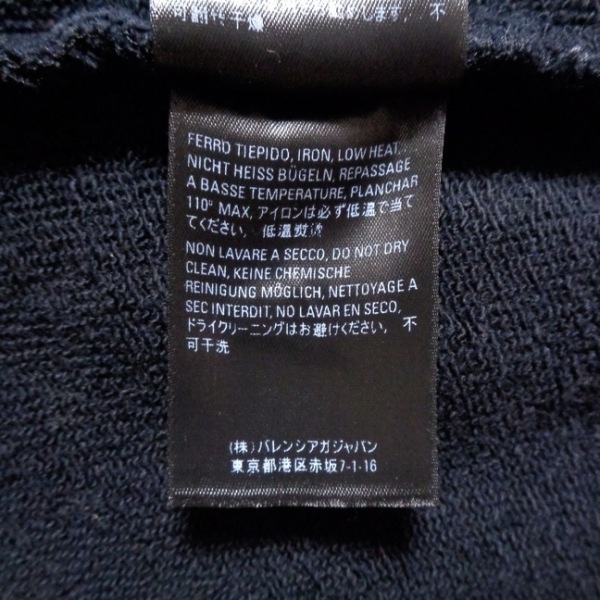 FERRO TIEPIDO, IRON, LOW HEAT,
NICHT HEISS BÜGELN, REPASSAGE
A BASSE TEMPERATURE, PLANCHAR
110° MAX, アイロンは必ず低温で当て
てください, 低温熨烫
NON LAVARE A SECCO, DO NOT DRY
CLEAN, KEINE CHEMISCHE
REINIGUNG MÖGLICH, NETTOYAGE A
SEC INTERDIT, NO LAVAR EN SECO,
ドライクリーニングはお避けください, 不
可干洗
(株)バレンシアガジャパン
東京都港区赤坂7-1-16